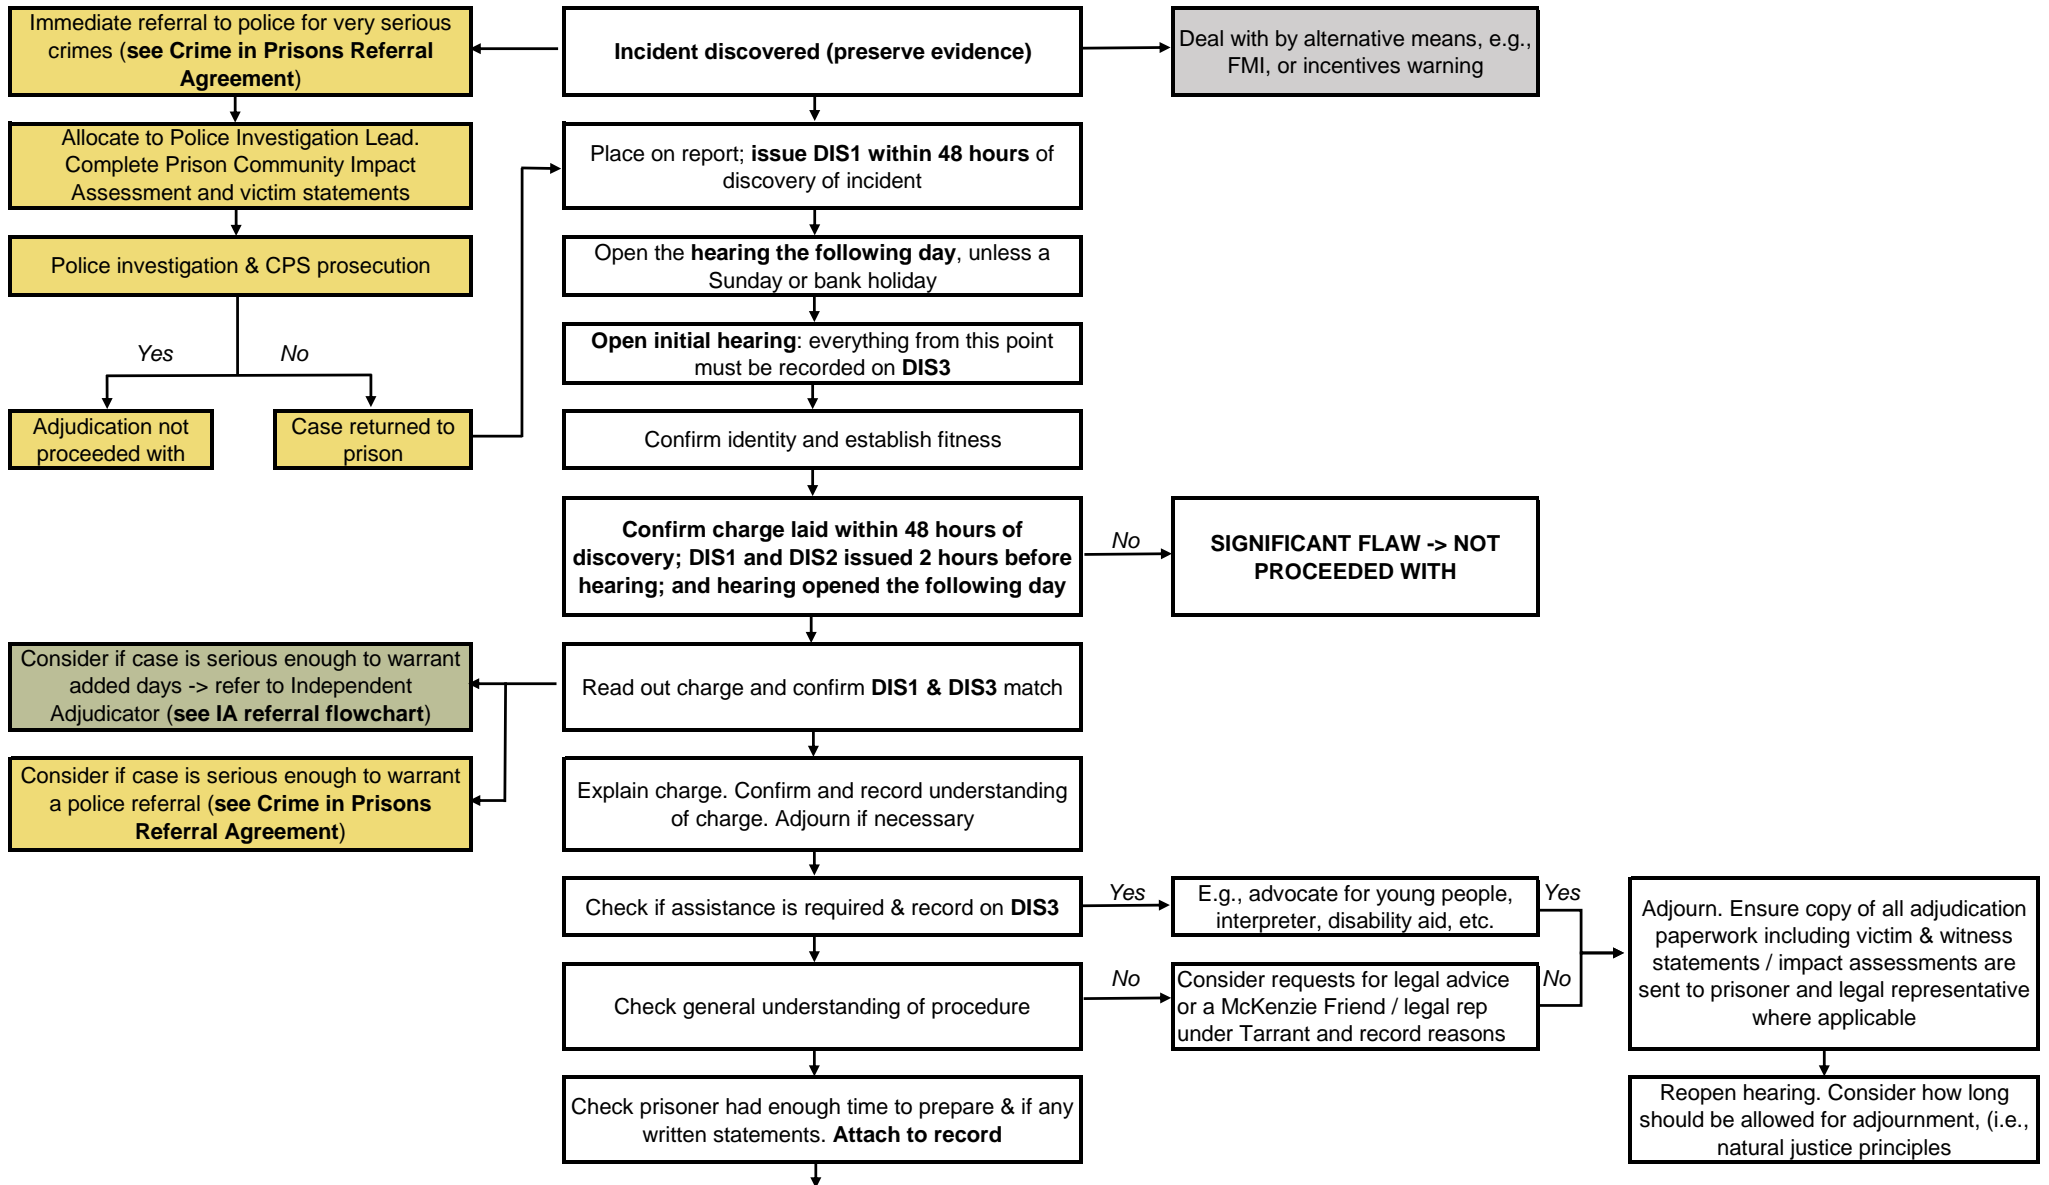 Immediate referral to police for very serious
crimes (see Crime in Prisons Referral
Agreement)
Incident discovered (preserve evidence)
Deal with by alternative means, e.g.,
FMI, or incentives warning
Allocate to Police Investigation Lead.
Complete Prison Community Impact
Assessment and victim statements
Place on report; issue DIS1 within 48 hours of
discovery of incident
Police investigation & CPS prosecution
Open the hearing the following day, unless a
Sunday or bank holiday
Yes
No
Open initial hearing: everything from this point
must be recorded on DIS3
Adjudication not
proceeded with
Case returned to
prison
Confirm identity and establish fitness
Confirm charge laid within 48 hours of
discovery; DIS1 and DIS2 issued 2 hours before
hearing; and hearing opened the following day
No
SIGNIFICANT FLAW -> NOT
PROCEEDED WITH
Consider if case is serious enough to warrant
added days -> refer to Independent
Adjudicator (see IA referral flowchart)
Read out charge and confirm DIS1 & DIS3 match
Consider if case is serious enough to warrant
a police referral (see Crime in Prisons
Referral Agreement)
Explain charge. Confirm and record understanding
of charge. Adjourn if necessary
Check if assistance is required & record on DIS3
Yes
E.g., advocate for young people,
interpreter, disability aid, etc.
Yes
Adjourn. Ensure copy of all adjudication
paperwork including victim & witness
statements / impact assessments are
sent to prisoner and legal representative
where applicable
Check general understanding of procedure
No
Consider requests for legal advice
or a McKenzie Friend / legal rep
under Tarrant and record reasons
No
Check prisoner had enough time to prepare & if any
written statements. Attach to record
Reopen hearing. Consider how long
should be allowed for adjournment, (i.e.,
natural justice principles